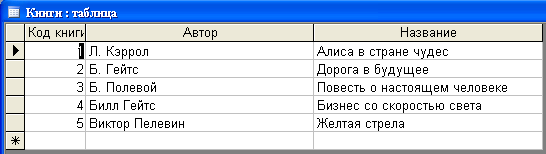 Книги : таблица
Код книги Автор Название
1 Л. Кэррол Алиса в стране чудес
2 Б. Гейтс Дорога в будущее
3 Б. Полевой Повесть о настоящем человеке
4 Билл Гейтс Бизнес со скоростью света
5 Виктор Пелевин Желтая стрела